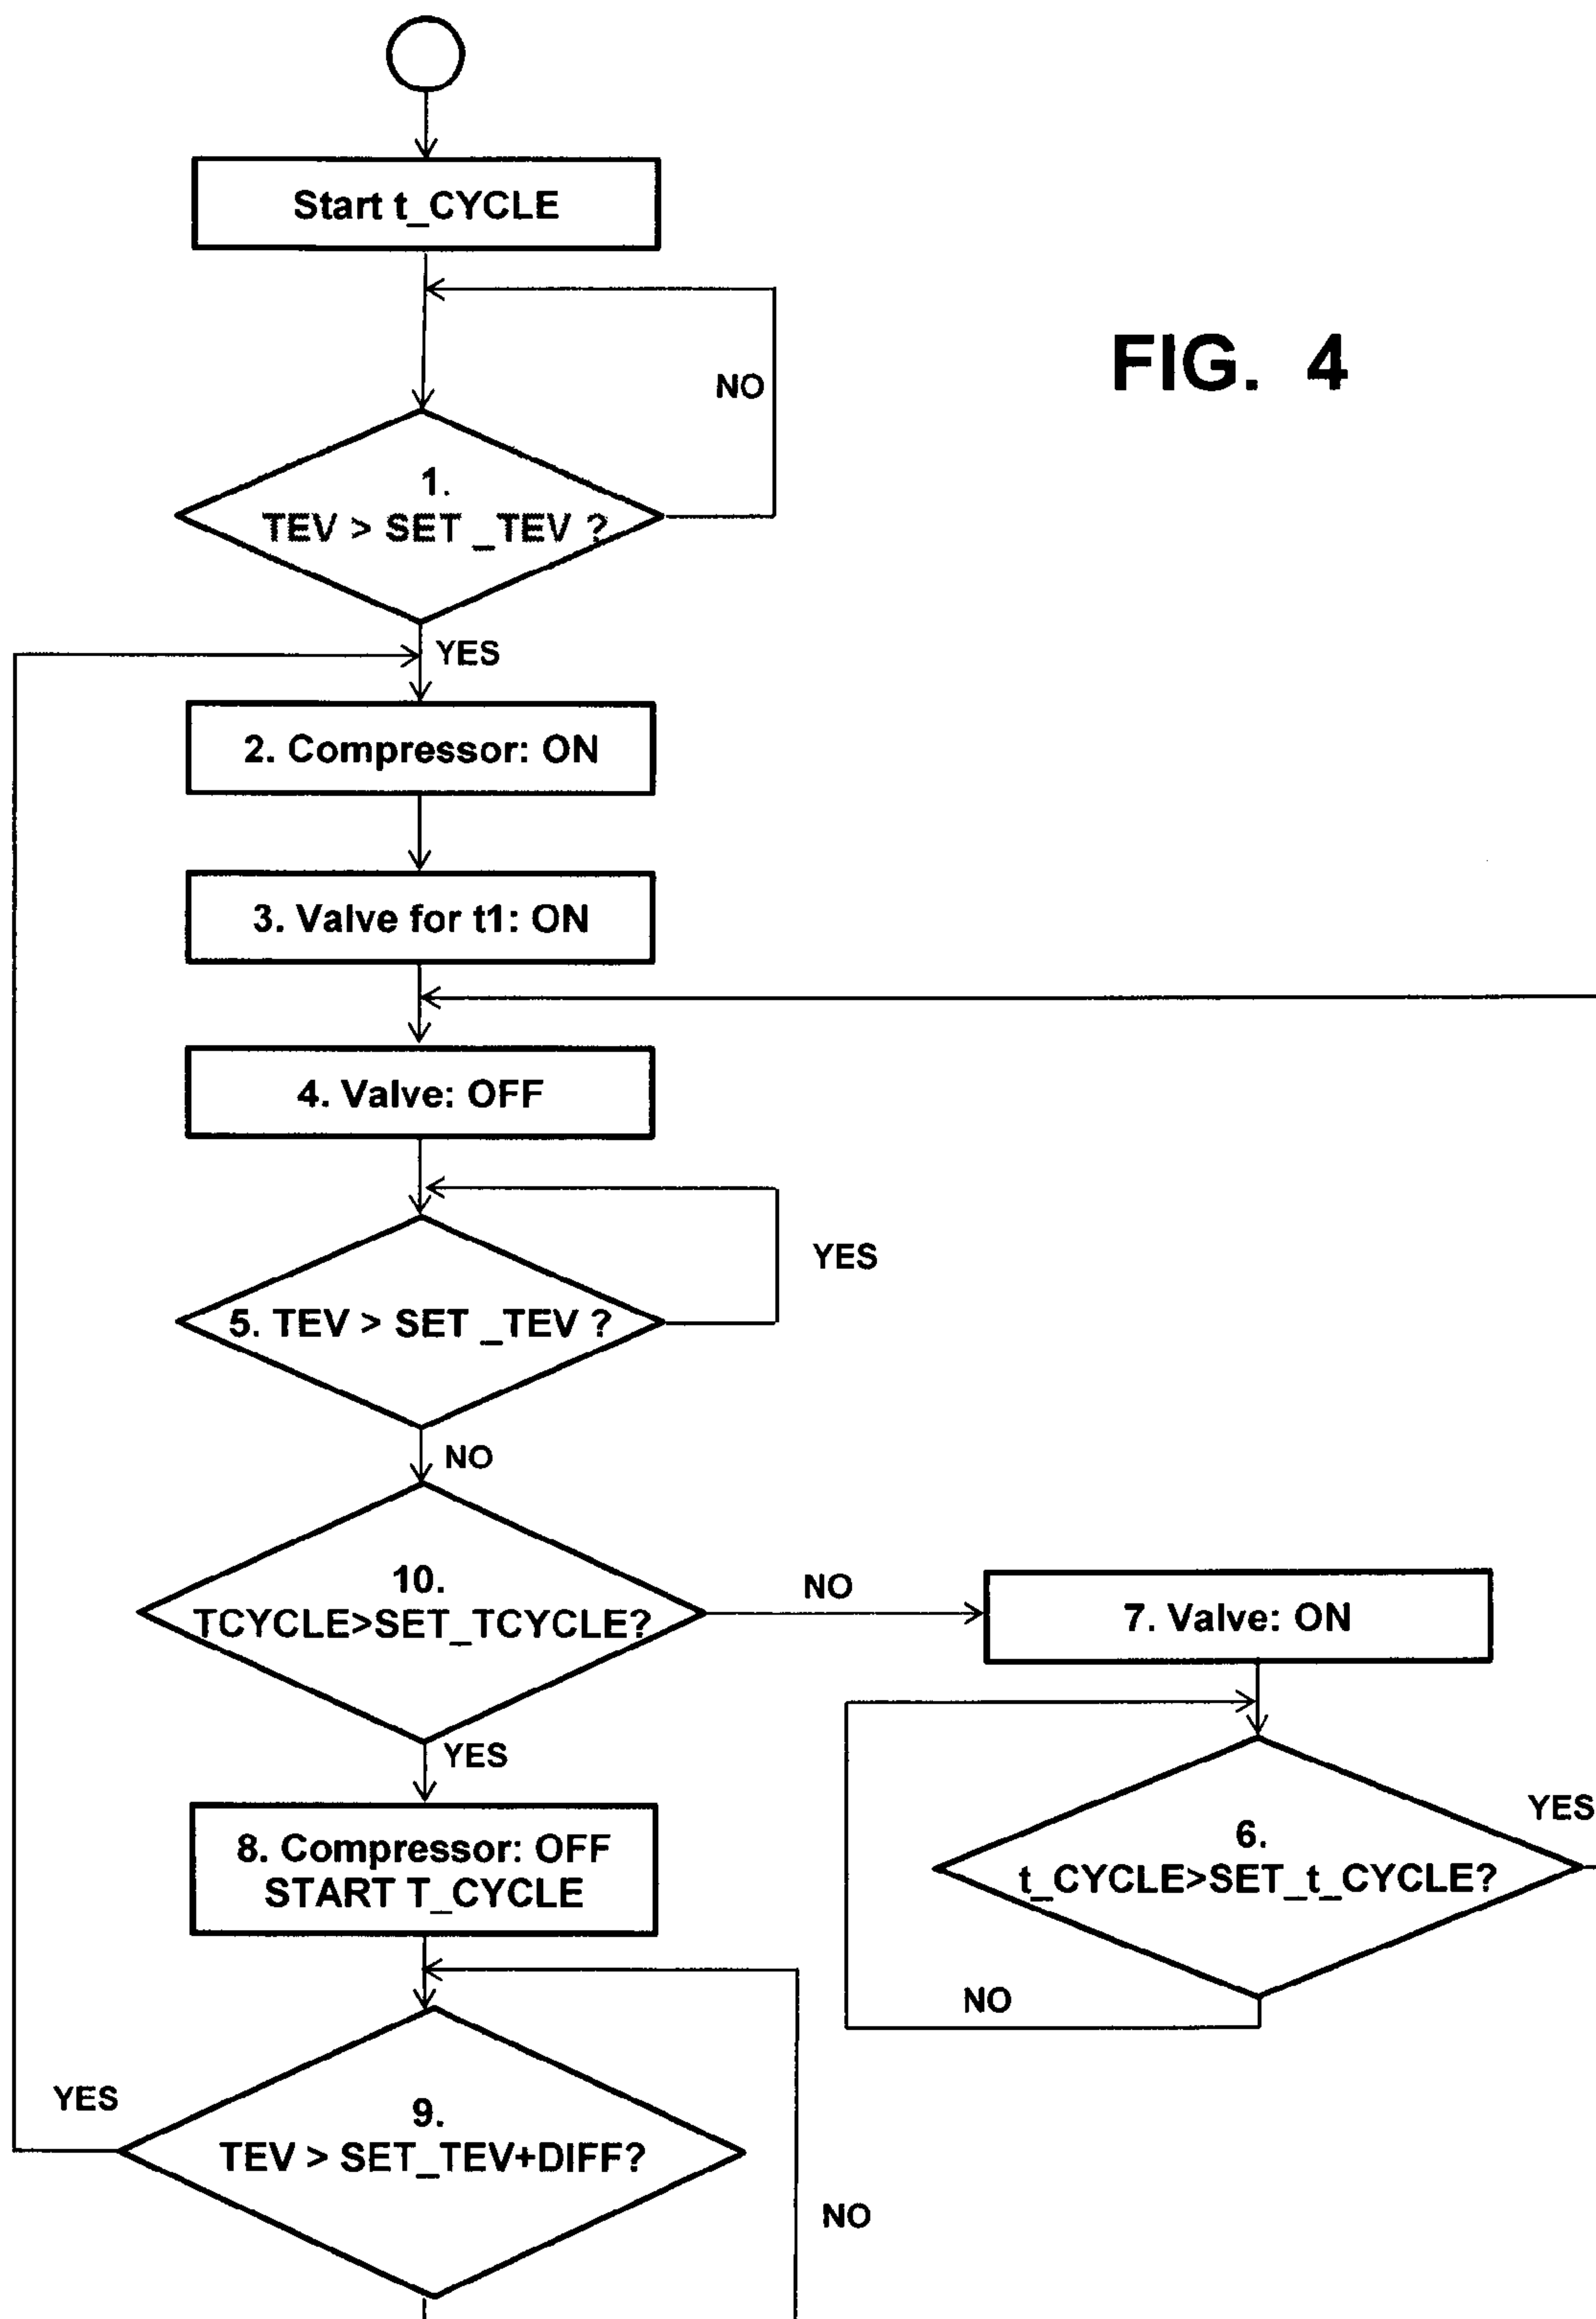 Start t_CYCLE
FIG. 4
NO
1.
TEV > SET _TEV ?
YES
2. Compressor: ON
3. Valve for t1: ON
4. Valve: OFF
YES
5. TEV > SET _TEV ?
NO
10.
TCYCLE>SET_TCYCLE?
NO
7. Valve: ON
YES
8. Compressor: OFF
START T_CYCLE
YES
6.
t_CYCLE>SET_t_CYCLE?
NO
YES
9.
TEV > SET_TEV+DIFF?
NO